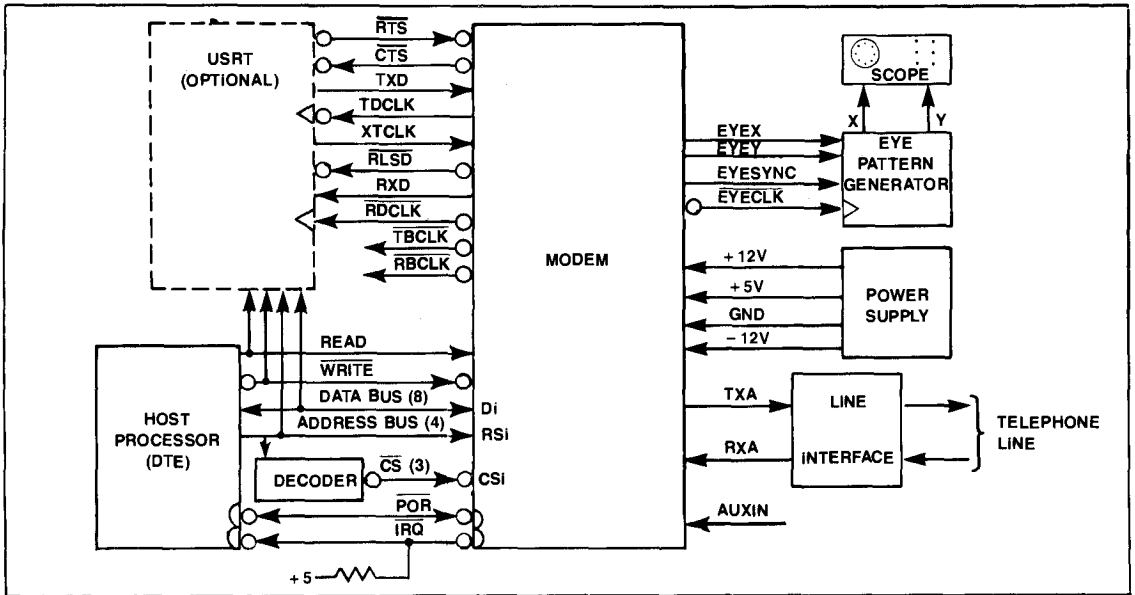 USRT
(OPTIONAL)
RTS
CTS
TXD
TDCLK
XTCLK
RLSD
RXD
RDCLK
TBCLK
RBCLK
MODEM
SCOPE
X
Y
EYEX
EYEY
EYESYNC
EYECLK
EYE
PATTERN
GENERATOR
+12V
+5V
GND
-12V
POWER
SUPPLY
HOST
PROCESSOR
(DTE)
READ
WRITE
DATA BUS (8)
Di
ADDRESS BUS (4)
RSi
DECODER
CS (3)
CSi
POR
IRQ
+5
TXA
RXA
LINE
INTERFACE
TELEPHONE
LINE
AUXIN